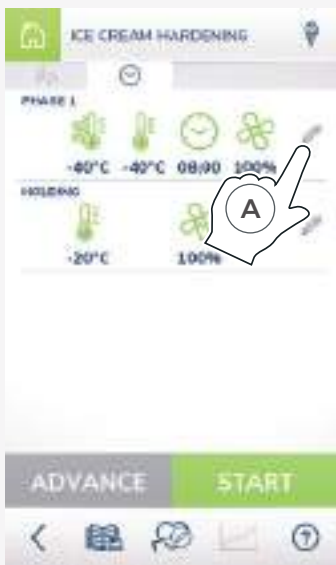 ICE CREAM HARDENING
PHASE 1
-40°C -40°C 08:00 100%
HOLDING
-20°C 100%
A
ADVANCE START
?